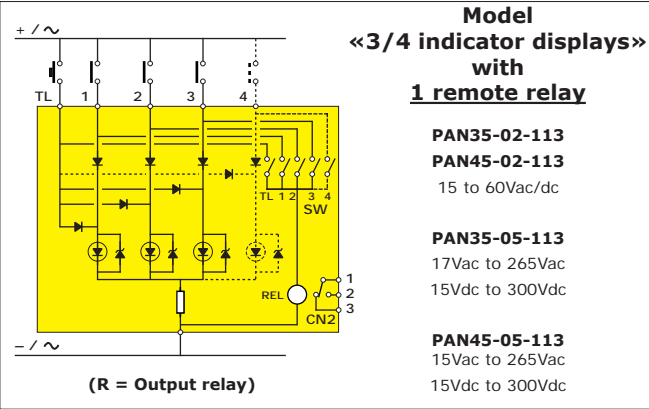 + / ∿
TL 1 2 3 4
TL 1 2 3 4
SW
REL
1
2
3
CN2
– / ∿
(R = Output relay)
Model
«3/4 indicator displays»
with
1 remote relay
PAN35-02-113
PAN45-02-113
15 to 60Vac/dc
PAN35-05-113
17Vac to 265Vac
15Vdc to 300Vdc
PAN45-05-113
15Vac to 265Vac
15Vdc to 300Vdc